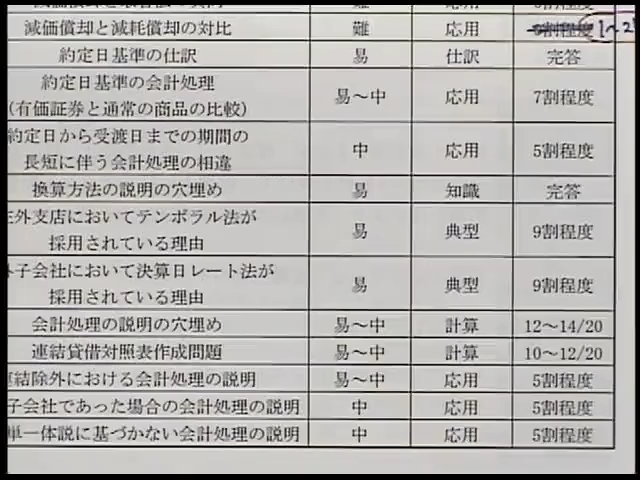 減価償却と減耗償却の対比 難 応用 1〜2
約定日基準の仕訳 易 仕訳 完答
約定日基準の会計処理
(有価証券と通常の商品の比較) 易〜中 応用 7割程度
約定日から受渡日までの期間の
長短に伴う会計処理の相違 中 応用 5割程度
換算方法の説明の穴埋め 易 知識 完答
外支店においてテンポラル法が
採用されている理由 易 典型 9割程度
子会社において決算日レート法が
採用されている理由 易 典型 9割程度
会計処理の説明の穴埋め 易〜中 計算 12〜14/20
連結貸借対照表作成問題 易〜中 計算 10〜12/20
結除外における会計処理の説明 易〜中 応用 5割程度
子会社であった場合の会計処理の説明 中 応用 5割程度
単一体説に基づかない会計処理の説明 中 応用 5割程度